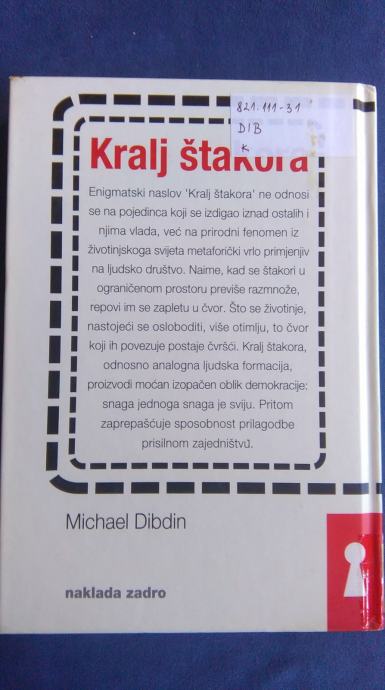 821.111-31
DIB
K
Kralj štakora
Enigmatski naslov 'Kralj štakora' ne odnosi
se na pojedinca koji se izdigao iznad ostalih i
njima vlada, već na prirodni fenomen iz
životinjskoga svijeta metaforički vrlo primjenjiv
na ljudsko društvo. Naime, kad se štakori u
ograničenom prostoru previše razmnože,
repovi im se zapletu u čvor. Što se životinje,
nastojeći se osloboditi, više otimlju, to čvor
koji ih povezuje postaje čvršći. Kralj štakora,
odnosno analogna ljudska formacija,
proizvodi moćan izopačen oblik demokracije:
snaga jednoga snaga je sviju. Pritom
zaprepašćuje sposobnost prilagodbe
prisilnom zajedništvu.
Michael Dibdin
naklada zadro